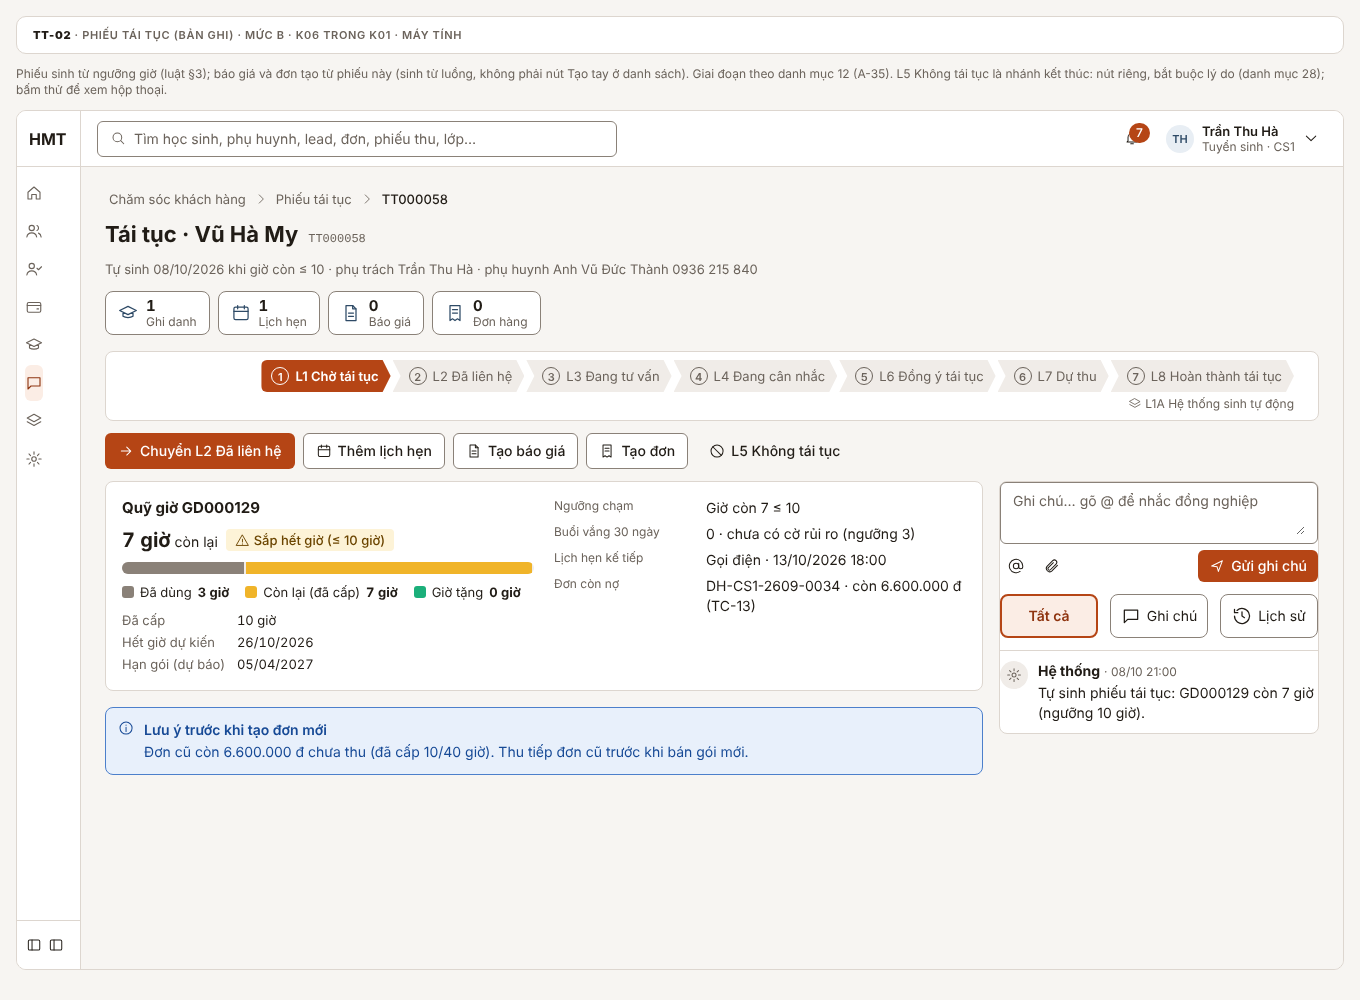 TT-02 · PHIẾU TÁI TỤC (BẢN GHI) · MỨC B · K06 TRONG K01 · MÁY TÍNH
Phiếu sinh từ ngưỡng giờ (luật §3); báo giá và đơn tạo từ phiếu này (sinh từ luồng, không phải nút Tạo tay ở danh sách). Giai đoạn theo danh mục 12 (A-35). L5 Không tái tục là nhánh kết thúc: nút riêng, bắt buộc lý do (danh mục 28);
bấm thử để xem hộp thoại.
HMT
Tìm học sinh, phụ huynh, lead, đơn, phiếu thu, lớp...
7
TH
Trần Thu Hà
Tuyển sinh · CS1
Chăm sóc khách hàng
Phiếu tái tục
TT000058
Tái tục · Vũ Hà My TT000058
Tự sinh 08/10/2026 khi giờ còn ≤ 10 · phụ trách Trần Thu Hà · phụ huynh Anh Vũ Đức Thành 0936 215 840
1
Ghi danh
1
Lịch hẹn
0
Báo giá
0
Đơn hàng
1 L1 Chờ tái tục
2 L2 Đã liên hệ
3 L3 Đang tư vấn
4 L4 Đang cân nhắc
5 L6 Đồng ý tái tục
6 L7 Dự thu
7 L8 Hoàn thành tái tục
L1A Hệ thống sinh tự động
Chuyển L2 Đã liên hệ
Thêm lịch hẹn
Tạo báo giá
Tạo đơn
L5 Không tái tục
Quỹ giờ GD000129
7 giờ còn lại
Sắp hết giờ (≤ 10 giờ)
Đã dùng 3 giờ
Còn lại (đã cấp) 7 giờ
Giờ tặng 0 giờ
Đã cấp 10 giờ
Hết giờ dự kiến 26/10/2026
Hạn gói (dự báo) 05/04/2027
Ngưỡng chạm Giờ còn 7 ≤ 10
Buổi vắng 30 ngày 0 · chưa có cờ rủi ro (ngưỡng 3)
Lịch hẹn kế tiếp Gọi điện · 13/10/2026 18:00
Đơn còn nợ DH-CS1-2609-0034 · còn 6.600.000 đ
(TC-13)
Lưu ý trước khi tạo đơn mới
Đơn cũ còn 6.600.000 đ chưa thu (đã cấp 10/40 giờ). Thu tiếp đơn cũ trước khi bán gói mới.
Ghi chú... gõ @ để nhắc đồng nghiệp
Gửi ghi chú
Tất cả
Ghi chú
Lịch sử
Hệ thống · 08/10 21:00
Tự sinh phiếu tái tục: GD000129 còn 7 giờ
(ngưỡng 10 giờ).